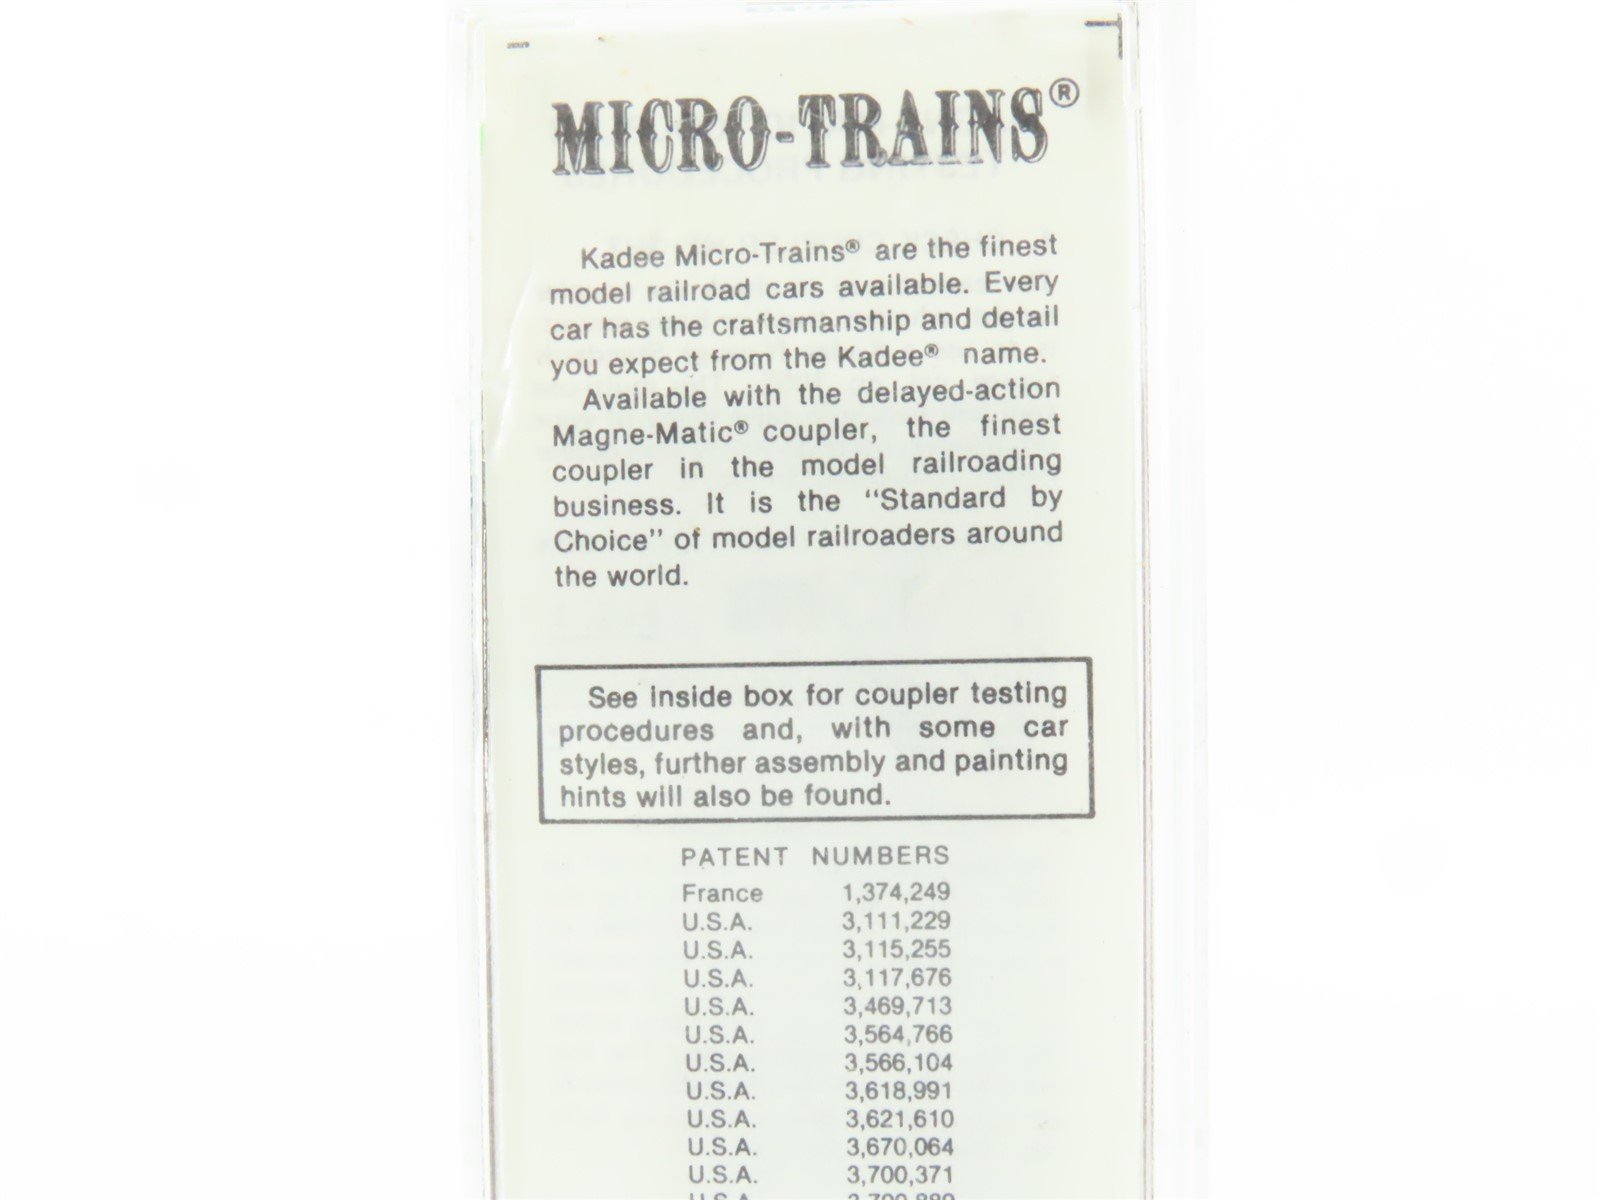 MICRO-TRAINS®
Kadee Micro-Trains® are the finest
model railroad cars available. Every
car has the craftsmanship and detail
you expect from the Kadee® name.
Available with the delayed-action
Magne-Matic® coupler, the finest
coupler in the model railroading
business. It is the "Standard by
Choice" of model railroaders around
the world.
See inside box for coupler testing
procedures and, with some car
styles, further assembly and painting
hints will also be found.
PATENT NUMBERS
France 1,374,249
U.S.A. 3,111,229
U.S.A. 3,115,255
U.S.A. 3,117,676
U.S.A. 3,469,713
U.S.A. 3,564,766
U.S.A. 3,566,104
U.S.A. 3,618,991
U.S.A. 3,621,610
U.S.A. 3,670,064
U.S.A. 3,700,371
U.S.A.